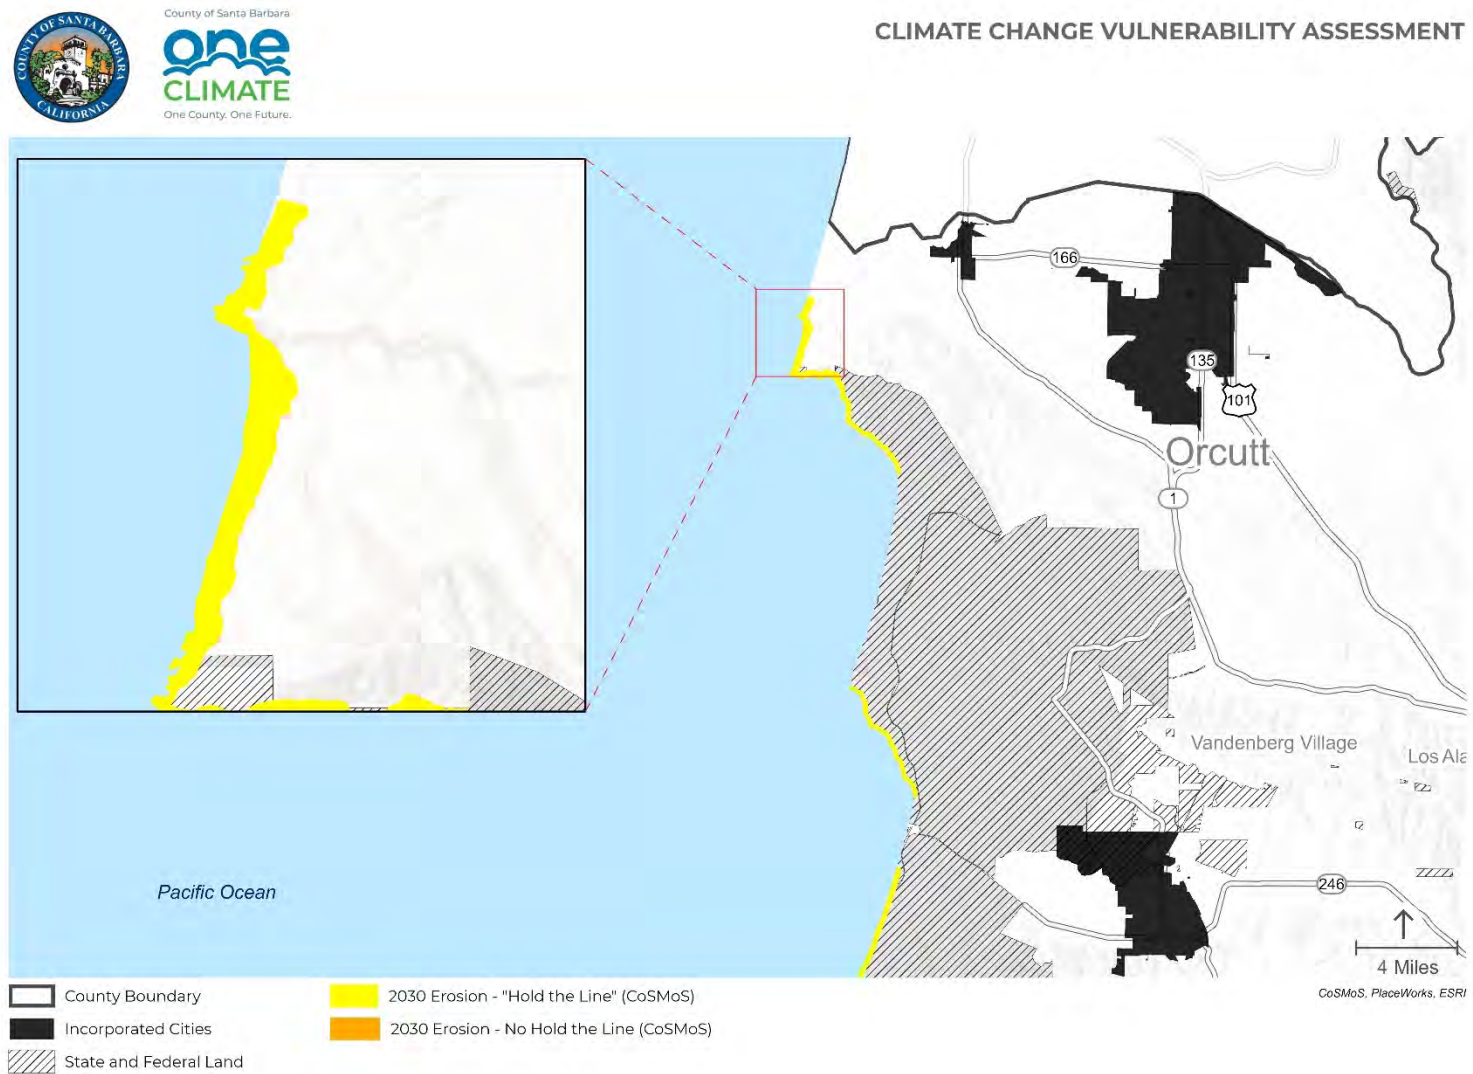 COUNTY OF SANTA BARBARA
CALIFORNIA
County of Santa Barbara
one
CLIMATE
One County. One Future.
CLIMATE CHANGE VULNERABILITY ASSESSMENT
166
135
101
Orcutt
1
Vandenberg Village
Los Ala
Pacific Ocean
246
4 Miles
CoSMoS, PlaceWorks, ESRI
County Boundary
Incorporated Cities
State and Federal Land
2030 Erosion - "Hold the Line" (CoSMoS)
2030 Erosion - No Hold the Line (CoSMoS)